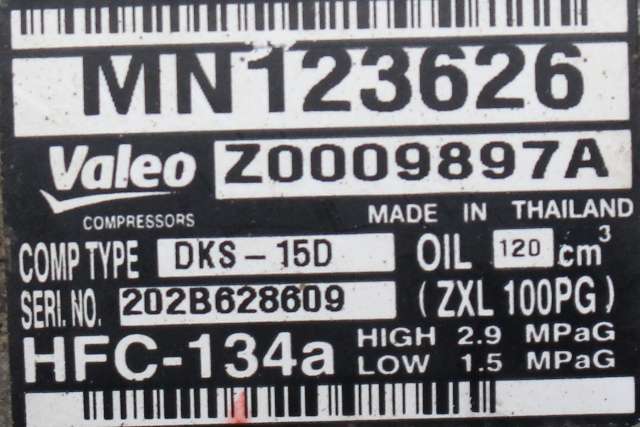 MN123626
Valeo Z0009897A
COMPRESSORS MADE IN THAILAND
COMP TYPE DKS-15D OIL 120 cm³
SERI. NO. 202B628609 (ZXL 100PG)
HFC-134a HIGH 2.9 MPaG
LOW 1.5 MPaG